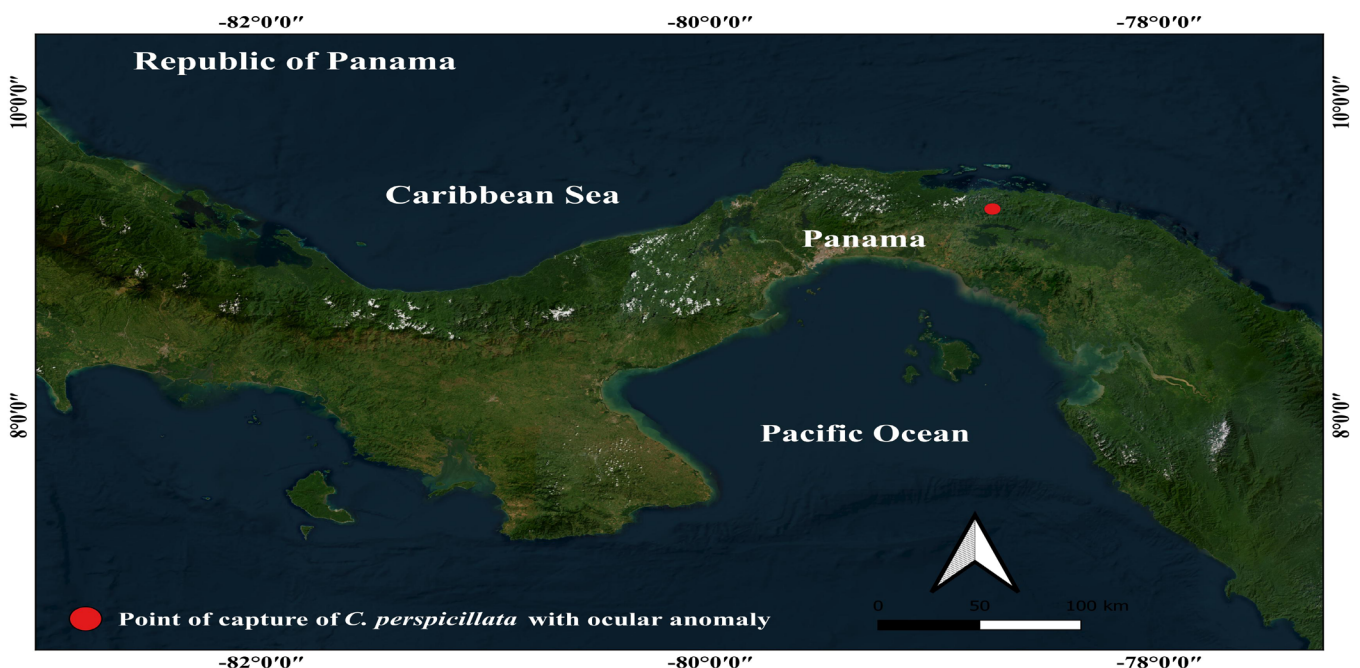 -82°0'0" -80°0'0" -78°0'0"
Republic of Panama
10°0'0" 10°0'0"
Caribbean Sea
Panama
8°0'0" 8°0'0"
Pacific Ocean
0 50 100 km
Point of capture of C. perspicillata with ocular anomaly
-82°0'0" -80°0'0" -78°0'0"